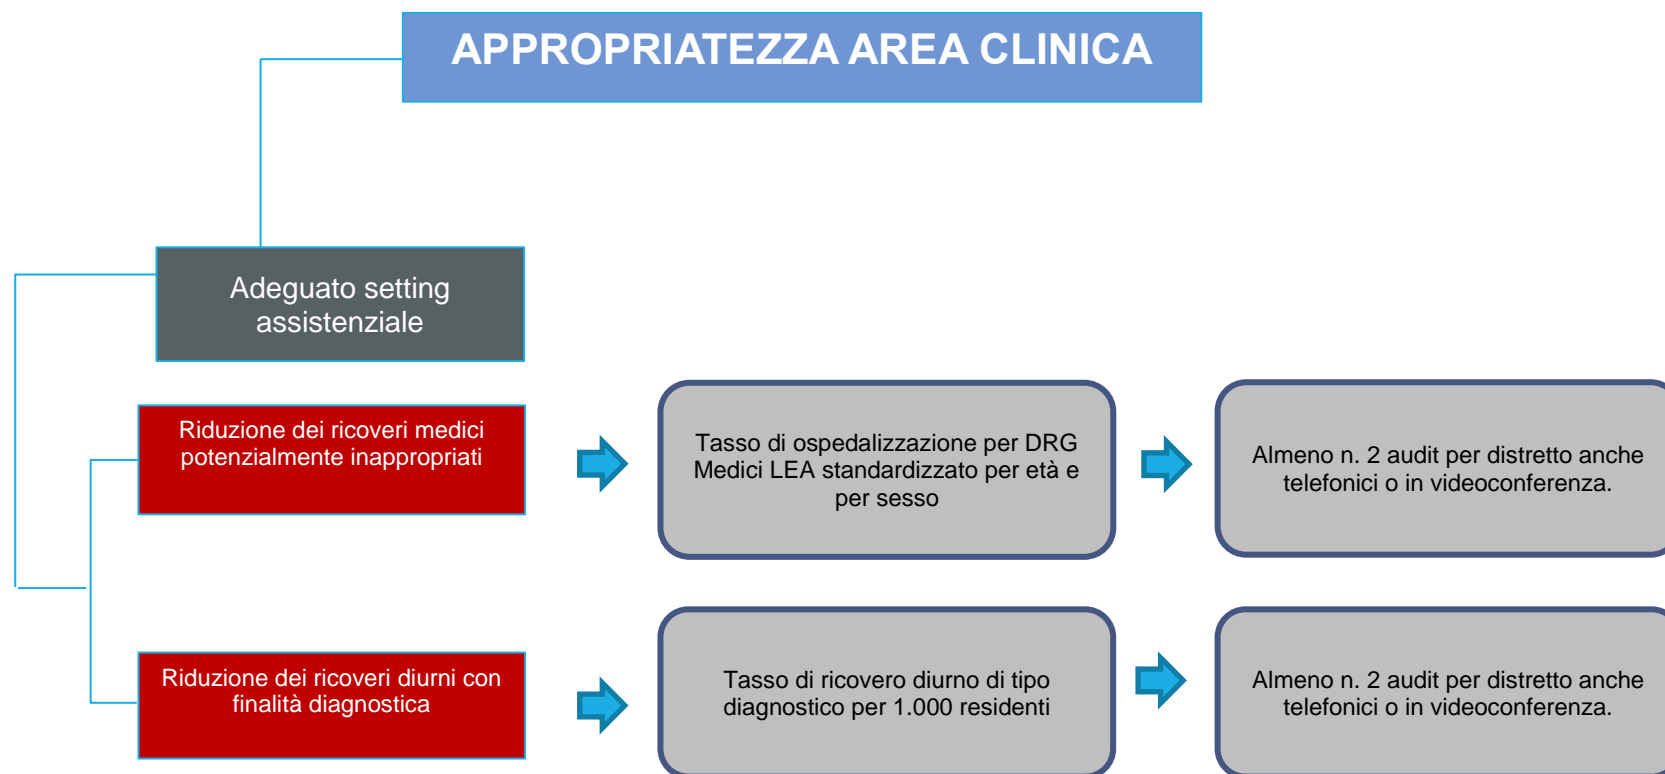 APPROPRIATEZZA AREA CLINICA
Adeguato setting
assistenziale
Riduzione dei ricoveri medici
potenzialmente inappropriati
Tasso di ospedalizzazione per DRG
Medici LEA standardizzato per età e
per sesso
Almeno n. 2 audit per distretto anche
telefonici o in videoconferenza.
Riduzione dei ricoveri diurni con
finalità diagnostica
Tasso di ricovero diurno di tipo
diagnostico per 1.000 residenti
Almeno n. 2 audit per distretto anche
telefonici o in videoconferenza.